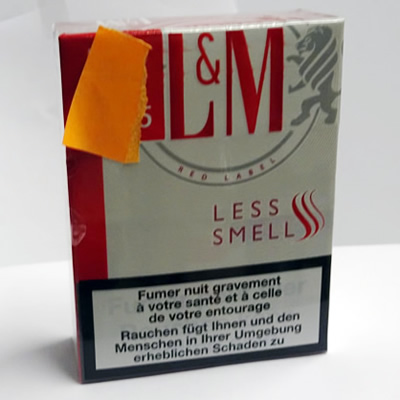 L&M
RED LABEL
LESS
SMELL
Fumer nuit gravement
à votre santé et à celle
de votre entourage
Rauchen fügt Ihnen und den
Menschen in Ihrer Umgebung
erheblichen Schaden zu